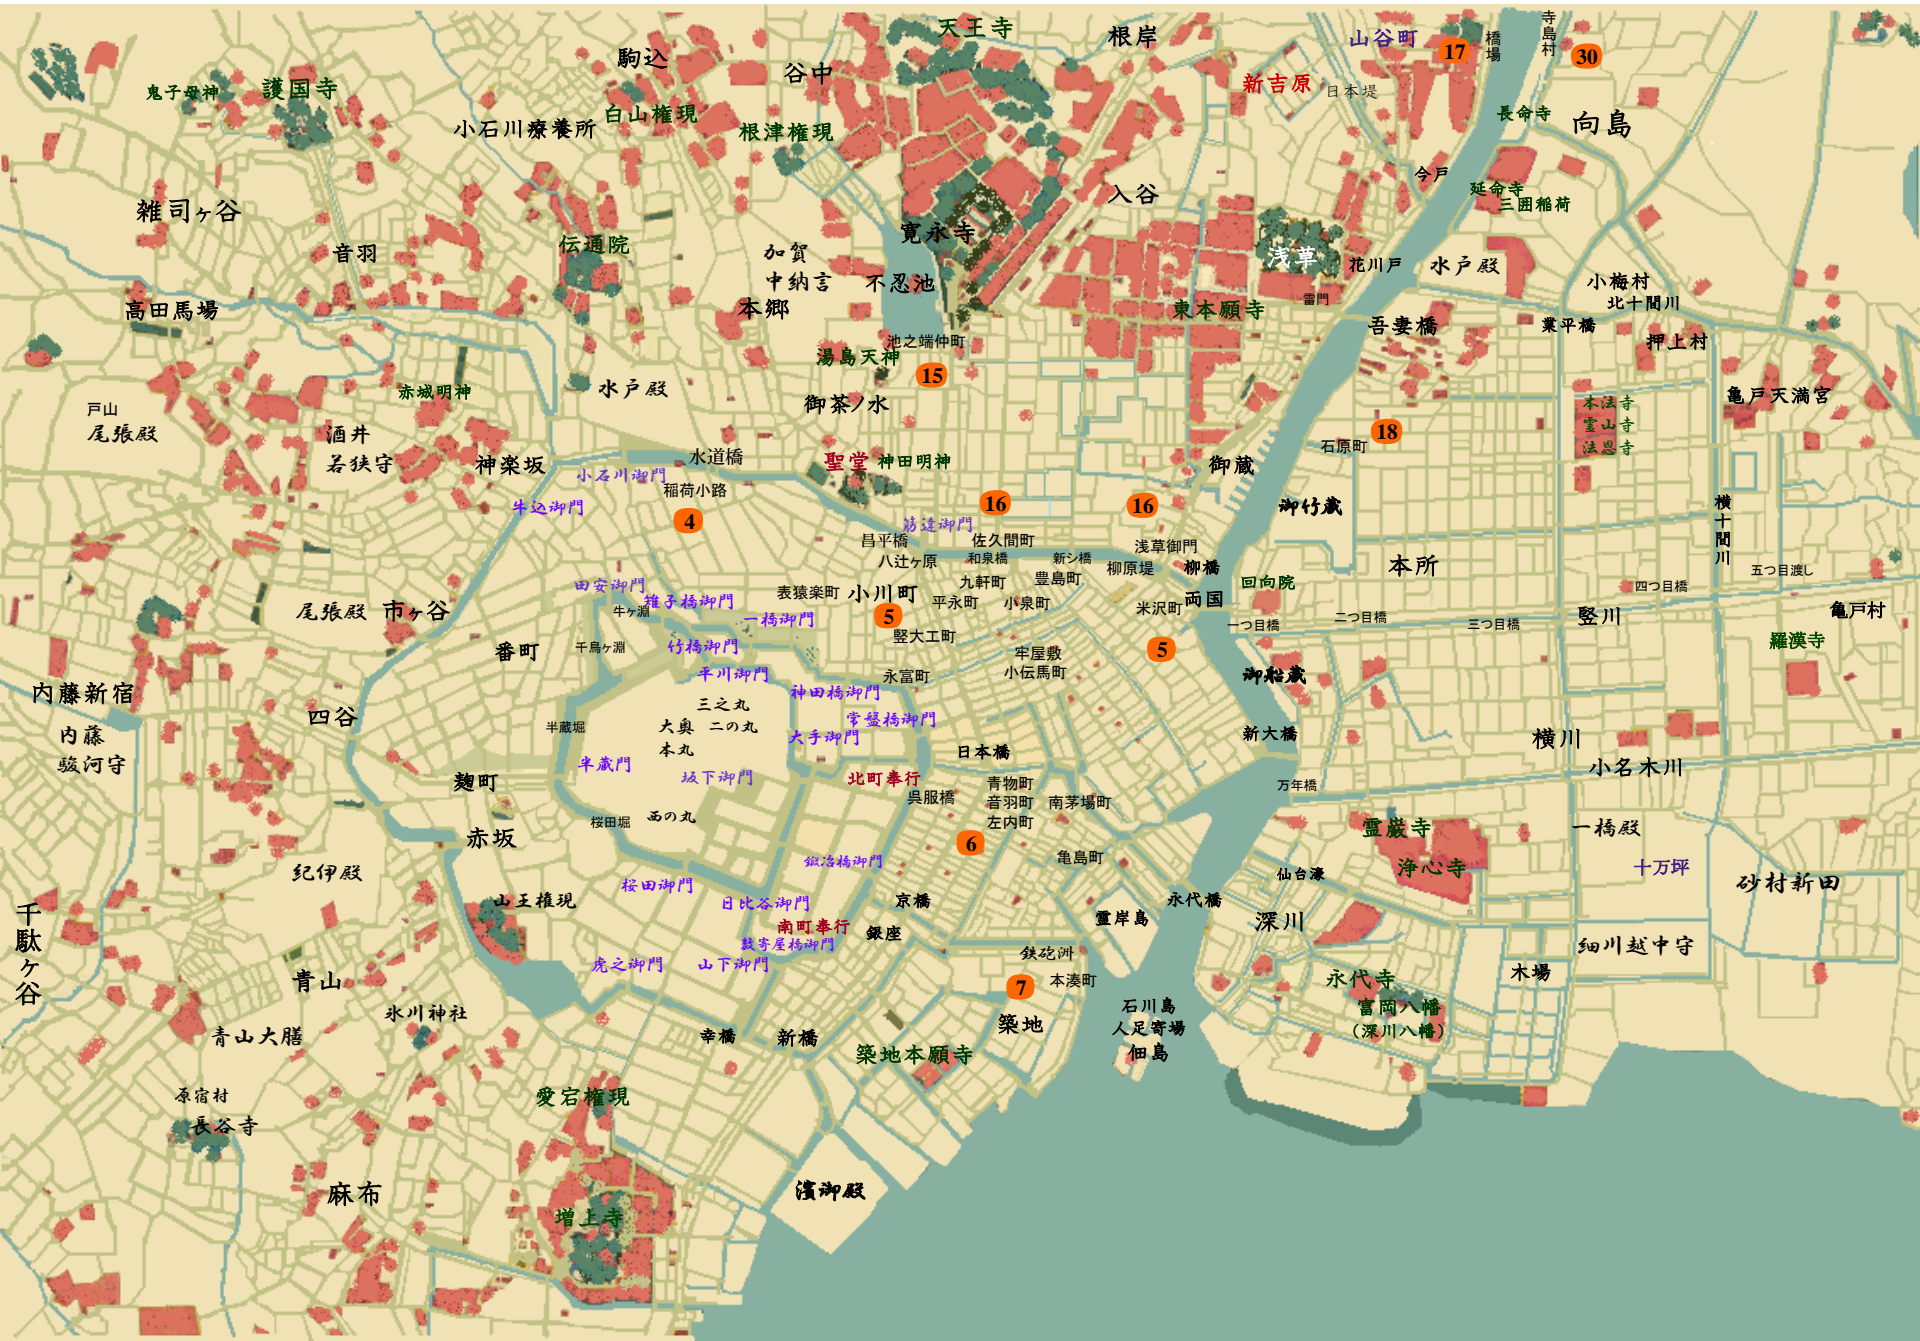 天王寺
根岸
山谷町
17
橋場
寺島村
30
駒込
谷中
新吉原
日本堤
鬼子母神
護国寺
白山権現
根津権現
小石川療養所
長命寺
向島
今戸
延命寺
三囲稲荷
入谷
雑司ヶ谷
音羽
伝通院
加賀
中納言
寛永寺
不忍池
浅草
花川戸
水戸殿
小梅村
北十間川
高田馬場
本郷
東本願寺
雷門
吾妻橋
業平橋
押上村
池之端仲町
湯島天神
15
赤城明神
水戸殿
御茶ノ水
亀戸天満宮
本法寺
霊山寺
法恩寺
戸山
尾張殿
酒井
若狭守
神楽坂
水道橋
聖堂
神田明神
御蔵
18
石原町
小石川御門
稲荷小路
4
牛込御門
16
16
御竹蔵
横十間川
筋違御門
昌平橋
佐久間町
浅草御門
八辻ヶ原
和泉橋
新シ橋
柳原堤
柳橋
本所
五つ目渡し
田安御門
雉子橋御門
牛ヶ淵
一橋御門
表猿楽町
小川町
九軒町
豊島町
平永町
小泉町
米沢町
両国
回向院
四つ目橋
尾張殿
市ヶ谷
5
竪大工町
一つ目橋
二つ目橋
三つ目橋
竪川
亀戸村
羅漢寺
番町
千鳥ヶ淵
竹橋御門
平川御門
牢屋敷
小伝馬町
5
永富町
御船蔵
内藤新宿
神田橋御門
四谷
三之丸
大奥
二の丸
本丸
常盤橋御門
大手御門
半蔵堀
内藤
駿河守
日本橋
新大橋
横川
小名木川
半蔵門
坂下御門
北町奉行
呉服橋
麹町
青物町
音羽町
左内町
南茅場町
万年橋
桜田堀
西の丸
赤坂
6
亀島町
霊巌寺
浄心寺
一橋殿
十万坪
砂村新田
紀伊殿
鍛冶橋御門
桜田御門
仙台濠
山王権現
日比谷御門
京橋
永代橋
霊岸島
深川
南町奉行
銀座
数寄屋橋御門
千駄ヶ谷
虎之御門
山下御門
鉄砲洲
細川越中守
木場
青山
7
本湊町
永代寺
富岡八幡
(深川八幡)
石川島
人足寄場
佃島
氷川神社
青山大膳
幸橋
新橋
築地
築地本願寺
原宿村
長谷寺
愛宕権現
麻布
濱御殿
増上寺